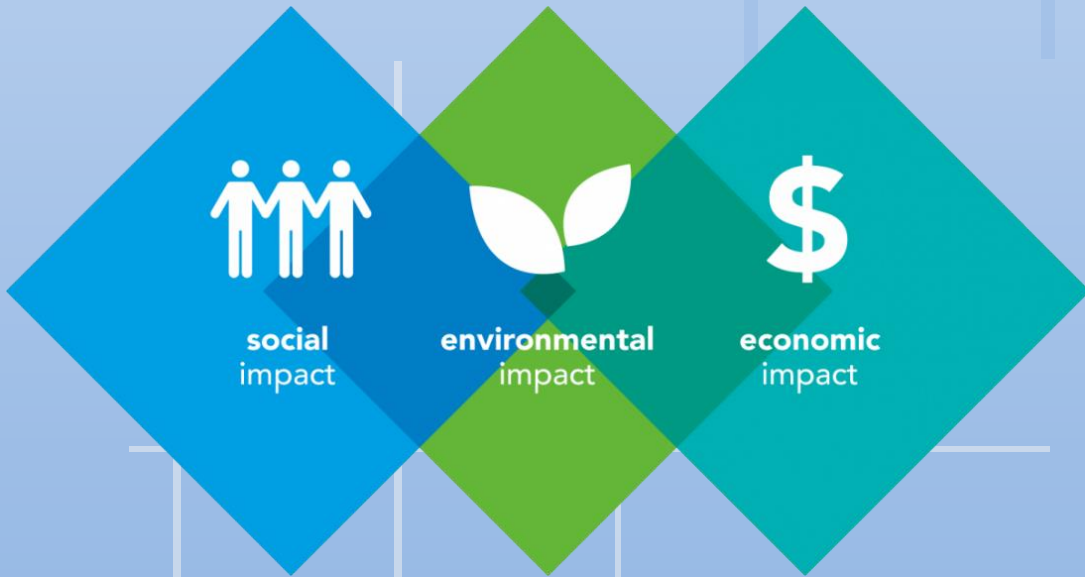 $
social
impact
environmental
impact
economic
impact